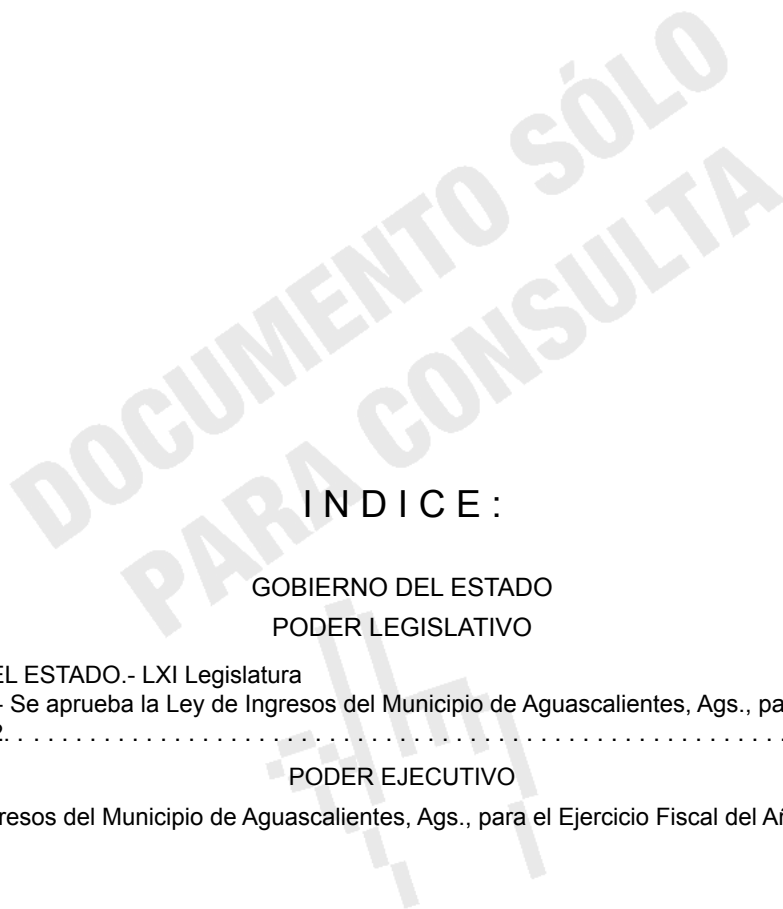 DOCUMENTO SÓLO
PARA CONSULTA
I N D I C E :
GOBIERNO DEL ESTADO
PODER LEGISLATIVO
EL ESTADO.- LXI Legislatura
- Se aprueba la Ley de Ingresos del Municipio de Aguascalientes, Ags., pa
. . . . . . . . . . . . . . . . . . . . . . . . . . . . . . . . . . . . . . . . . . . . . . . . . . . . . . . .
PODER EJECUTIVO
resos del Municipio de Aguascalientes, Ags., para el Ejercicio Fiscal del Añ